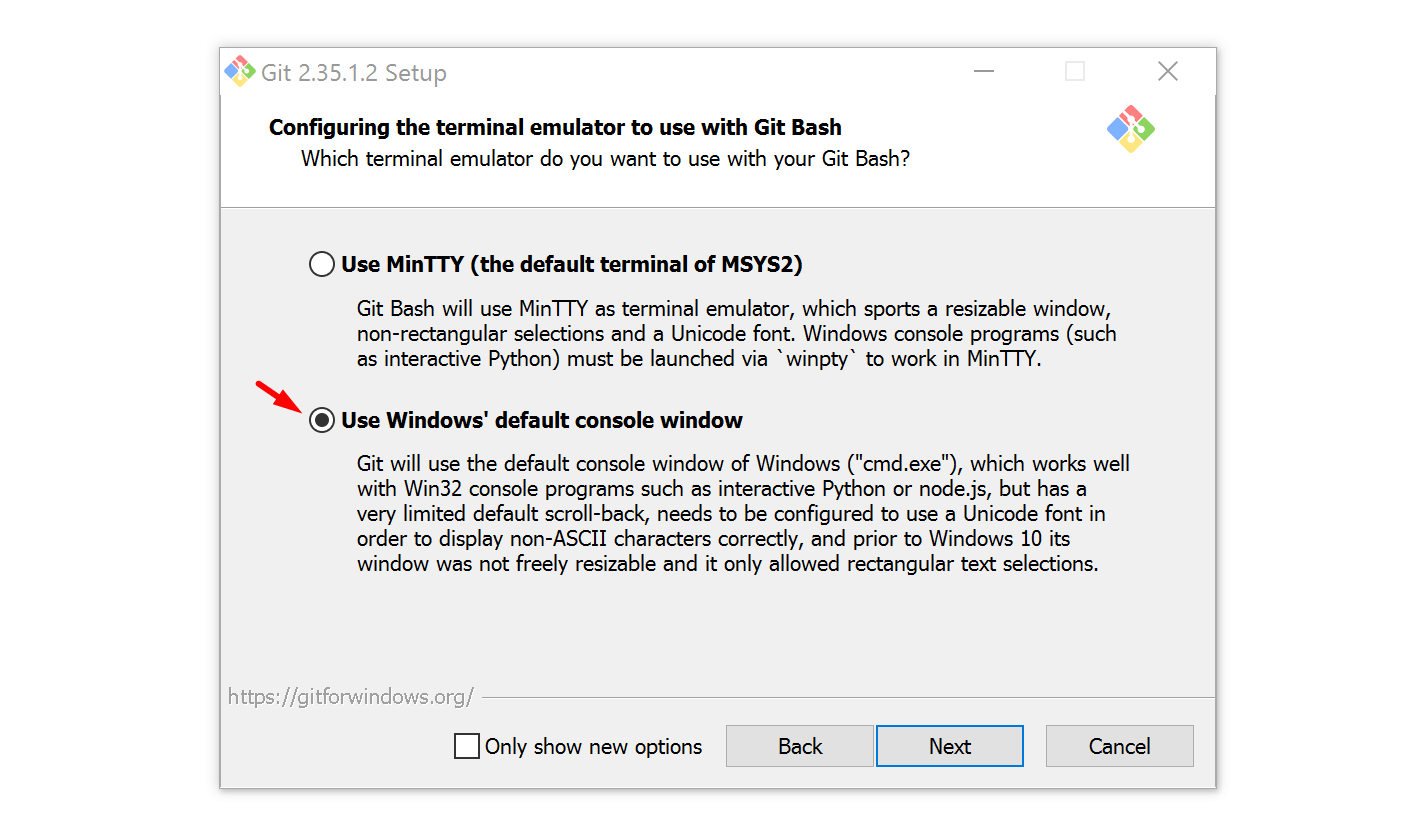 Git 2.35.1.2 Setup
Configuring the terminal emulator to use with Git Bash
Which terminal emulator do you want to use with your Git Bash?
Use MinTTY (the default terminal of MSYS2)
Git Bash will use MinTTY as terminal emulator, which sports a resizable window,
non-rectangular selections and a Unicode font. Windows console programs (such
as interactive Python) must be launched via `winpty` to work in MinTTY.
Use Windows' default console window
Git will use the default console window of Windows ("cmd.exe"), which works well
with Win32 console programs such as interactive Python or node.js, but has a
very limited default scroll-back, needs to be configured to use a Unicode font in
order to display non-ASCII characters correctly, and prior to Windows 10 its
window was not freely resizable and it only allowed rectangular text selections.
https://gitforwindows.org/
Only show new options
Back
Next
Cancel